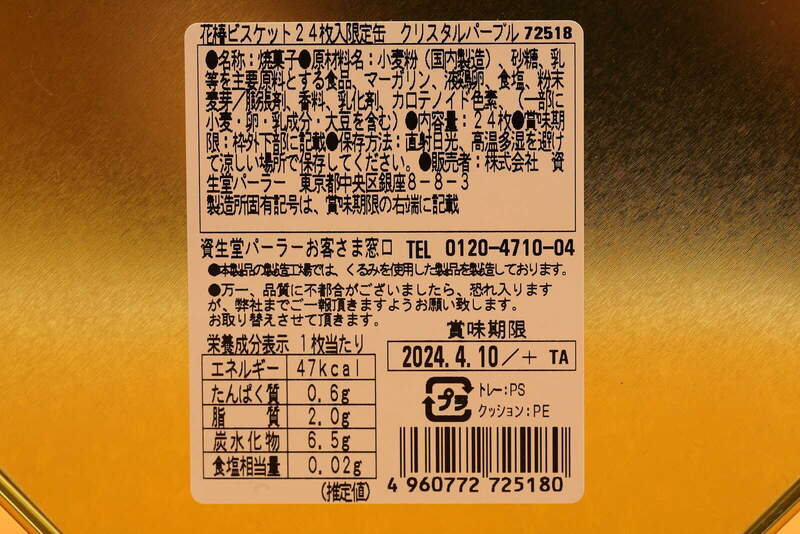 花椿ビスケット24枚入限定缶 クリスタルパープル 72518
●名称：焼菓子●原材料名：小麦粉（国内製造）、砂糖、乳
等を主要原料とする食品、マーガリン、液鶏卵、食塩、粉末
麦芽／膨張剤、香料、乳化剤、カロテノイド色素、（一部に
小麦・卵・乳成分・大豆を含む）●内容量：24枚●賞味期
限：枠外下部に記載●保存方法：直射日光、高温多湿を避け
て涼しい場所で保存してください。●販売者：株式会社 資
生堂パーラー 東京都中央区銀座8－8－3
製造所固有記号は、賞味期限の右端に記載
資生堂パーラーお客さま窓口 TEL 0120-4710-04
●本製品の製造工場では、くるみを使用した製品を製造しております。
●万一、品質に不都合がございましたら、恐れ入ります
が、弊社までご一報頂きますようお願い致します。
お取り替えさせて頂きます。
賞味期限
2024.4.10／＋ TA
栄養成分表示 1枚当たり
エネルギー 47kcal
たんぱく質 0.6g
脂質 2.0g
炭水化物 6.5g
食塩相当量 0.02g
(推定値)
プラ
トレー：PS
クッション：PE
4 960772 725180